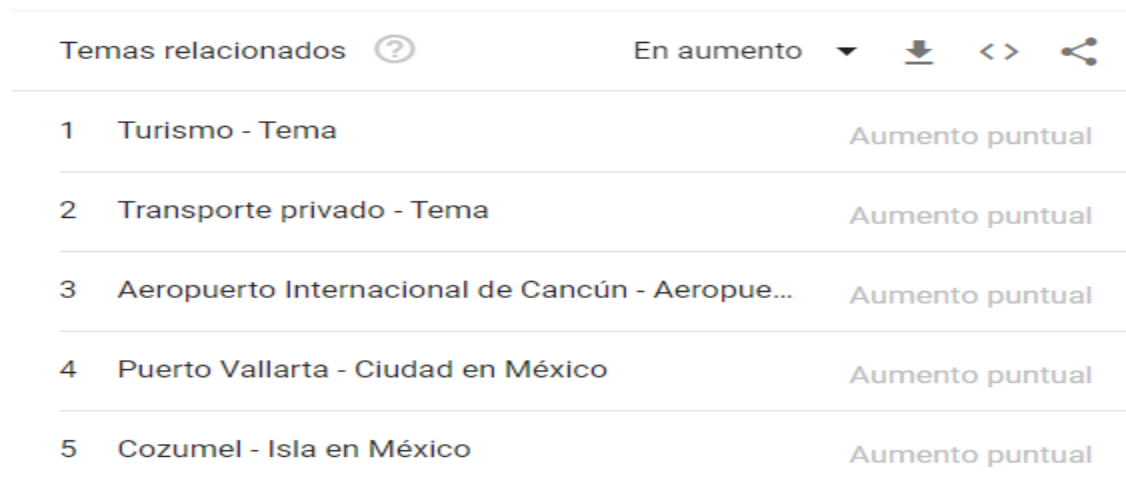 Temas relacionados ? En aumento
1 Turismo - Tema Aumento puntual
2 Transporte privado - Tema Aumento puntual
3 Aeropuerto Internacional de Cancún - Aeropue... Aumento puntual
4 Puerto Vallarta - Ciudad en México Aumento puntual
5 Cozumel - Isla en México Aumento puntual